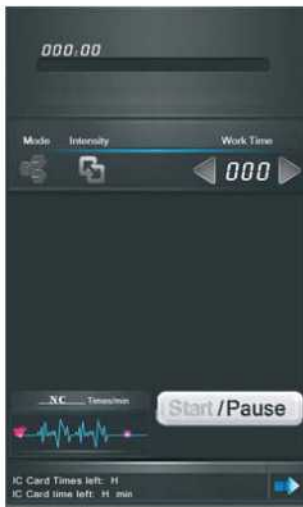 000:00
Mode Intensity Work Time
000
NC Times/min
Start/Pause
IC Card Times left: H
IC Card time left: H min